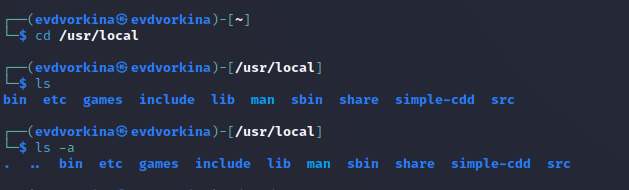 ┌──(evdvorkina㉿evdvorkina)-[~]
└─$ cd /usr/local
┌──(evdvorkina㉿evdvorkina)-[/usr/local]
└─$ ls
bin etc games include lib man sbin share simple-cdd src
┌──(evdvorkina㉿evdvorkina)-[/usr/local]
└─$ ls -a
. .. bin etc games include lib man sbin share simple-cdd src